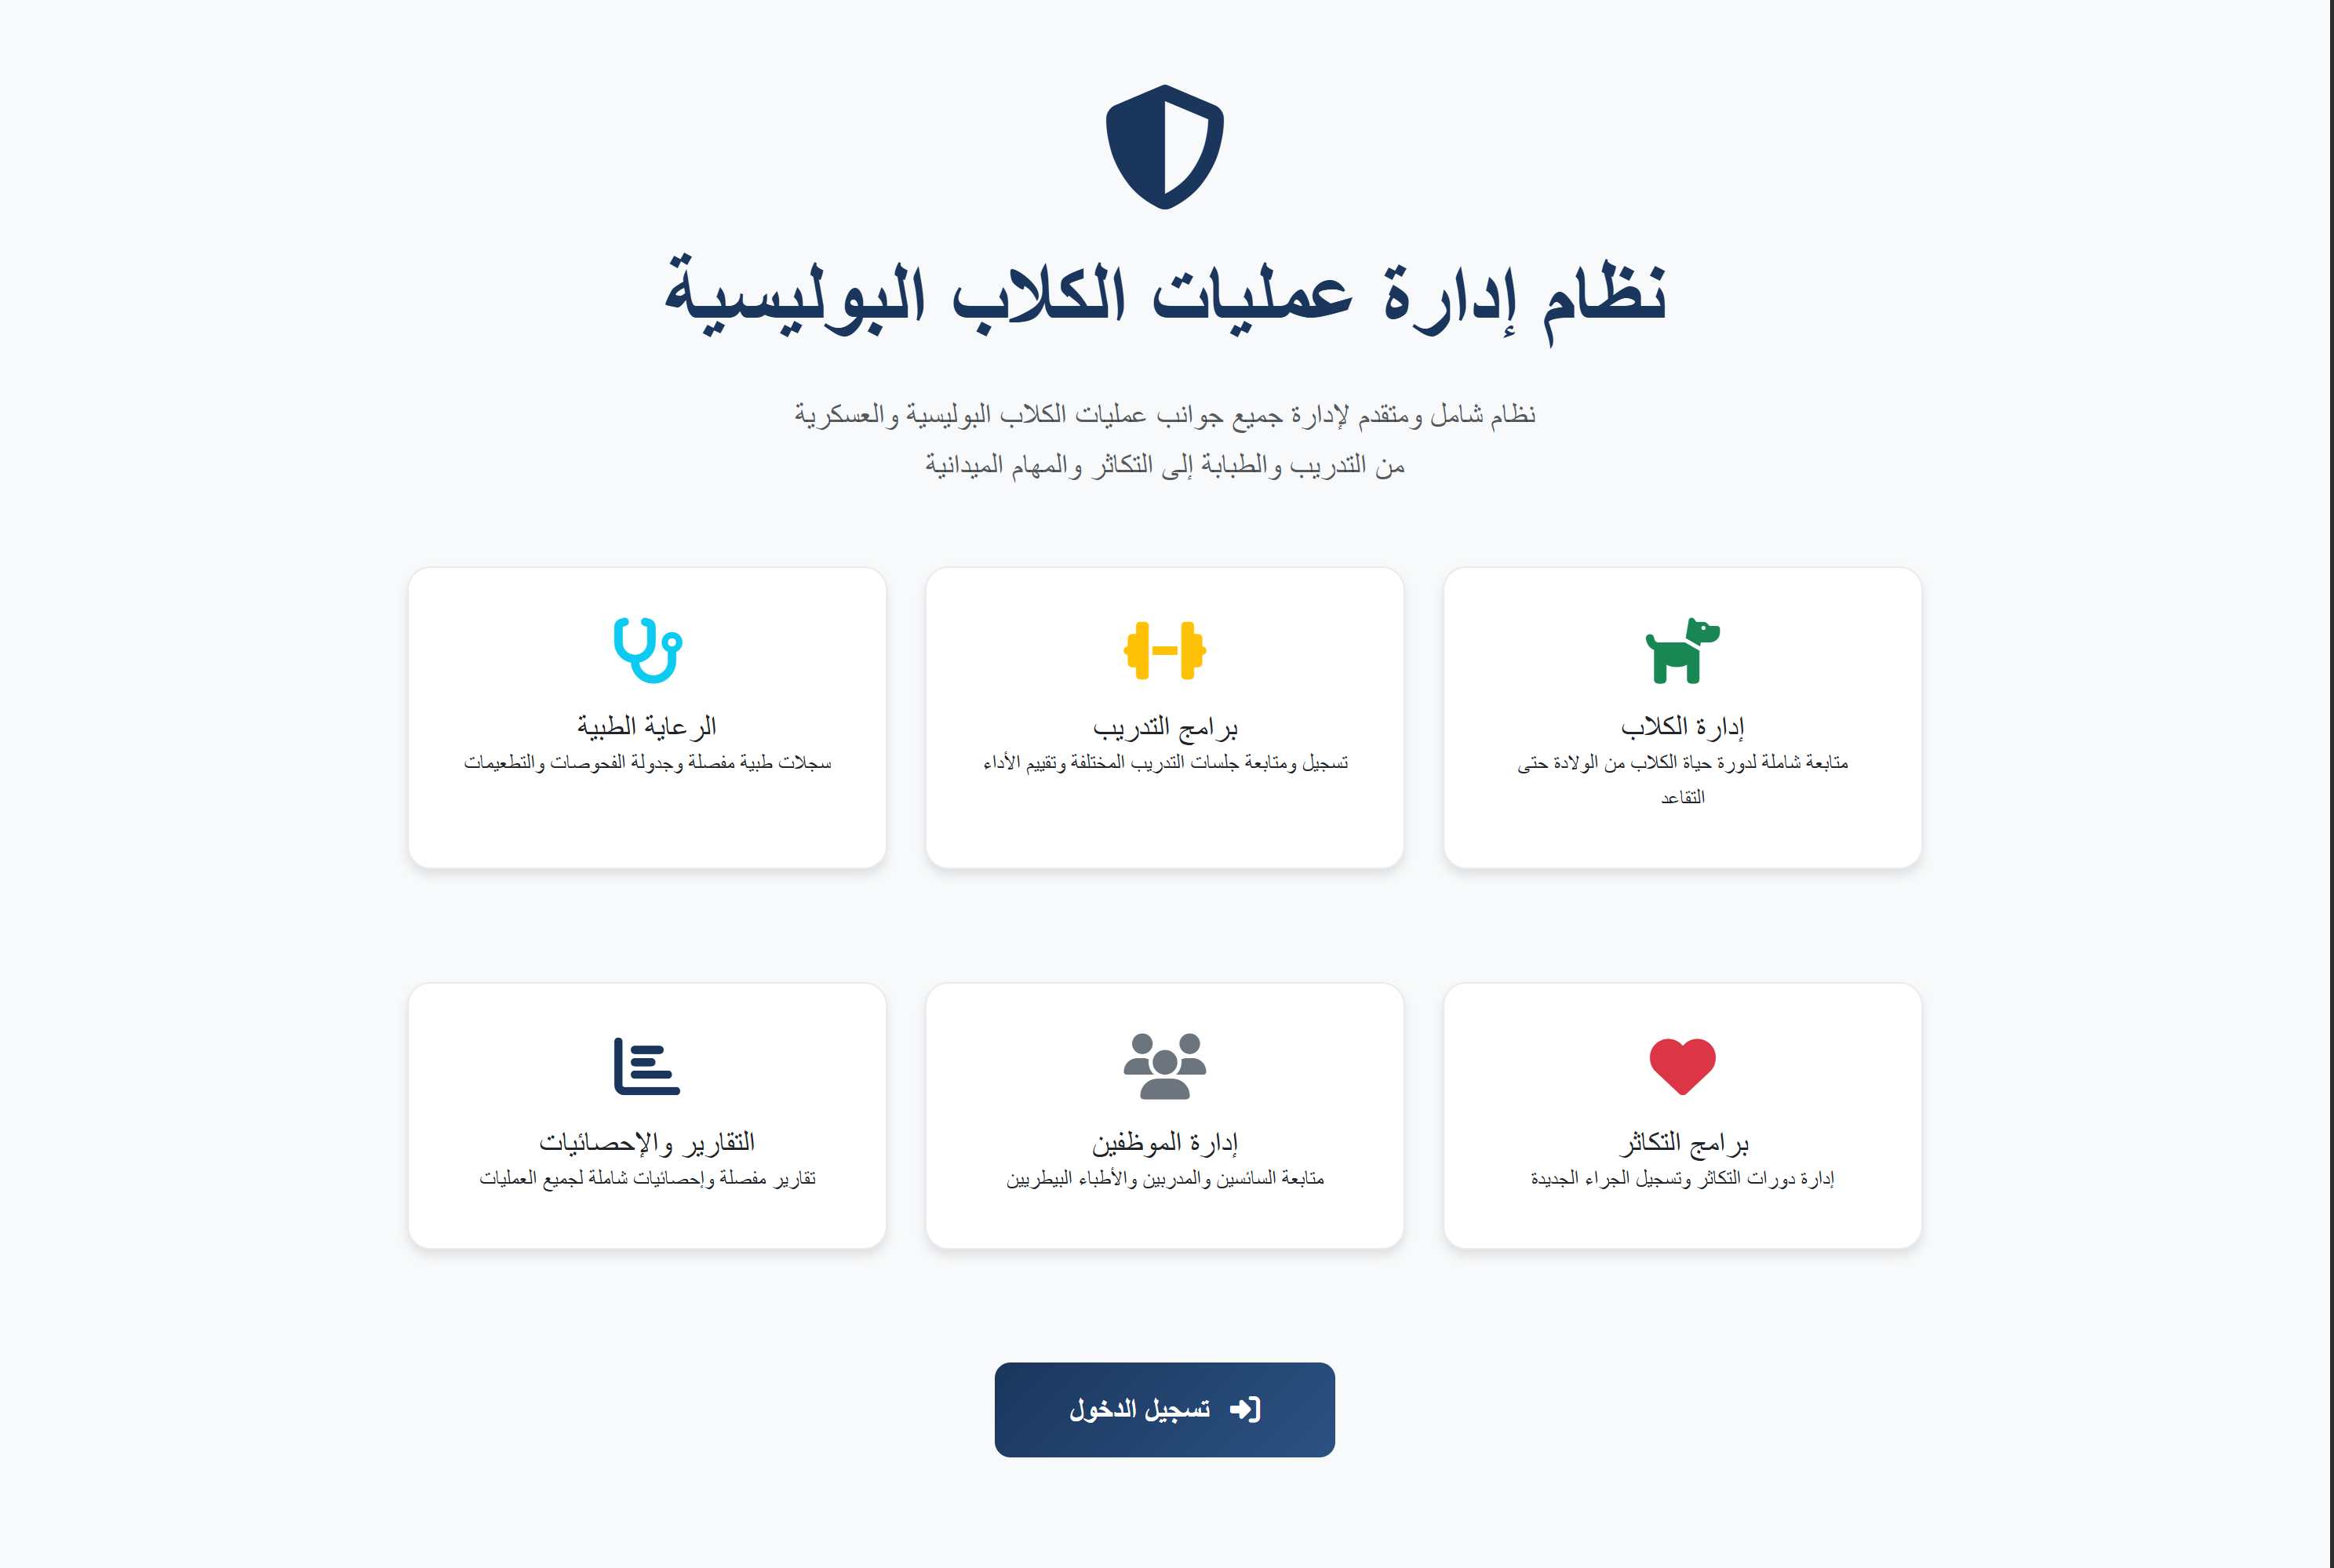 نظام إدارة عمليات الكلاب البوليسية
نظام شامل ومتقدم لإدارة جميع جوانب عمليات الكلاب البوليسية والعسكرية
من التدريب والطبابة إلى التكاثر والمهام الميدانية
إدارة الكلاب
متابعة شاملة لدورة حياة الكلاب من الولادة حتى
التقاعد
برامج التدريب
تسجيل ومتابعة جلسات التدريب المختلفة وتقييم الأداء
الرعاية الطبية
سجلات طبية مفصلة وجدولة الفحوصات والتطعيمات
برامج التكاثر
إدارة دورات التكاثر وتسجيل الجراء الجديدة
إدارة الموظفين
متابعة السائسين والمدربين والأطباء البيطريين
التقارير والإحصائيات
تقارير مفصلة وإحصائيات شاملة لجميع العمليات
تسجيل الدخول